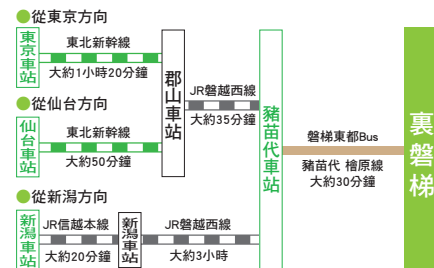 ●從東京方向
東京車站
東北新幹線
大約1小時20分鐘
郡山車站
JR磐越西線
大約35分鐘
●從仙台方向
仙台車站
東北新幹線
大約50分鐘
豬苗代車站
磐梯東都Bus
豬苗代 檜原線
大約30分鐘
裏磐梯
●從新潟方向
新潟車站
JR信越本線
大約20分鐘
新潟車站
JR磐越西線
大約3小時